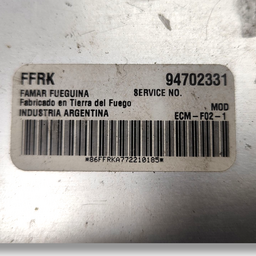 FFRK 94702331
FAMAR FUEGUINA SERVICE NO.
Fabricado en Tierra del Fuego MOD
INDUSTRIA ARGENTINA ECM-F02-1
*86FFRKA772210185*